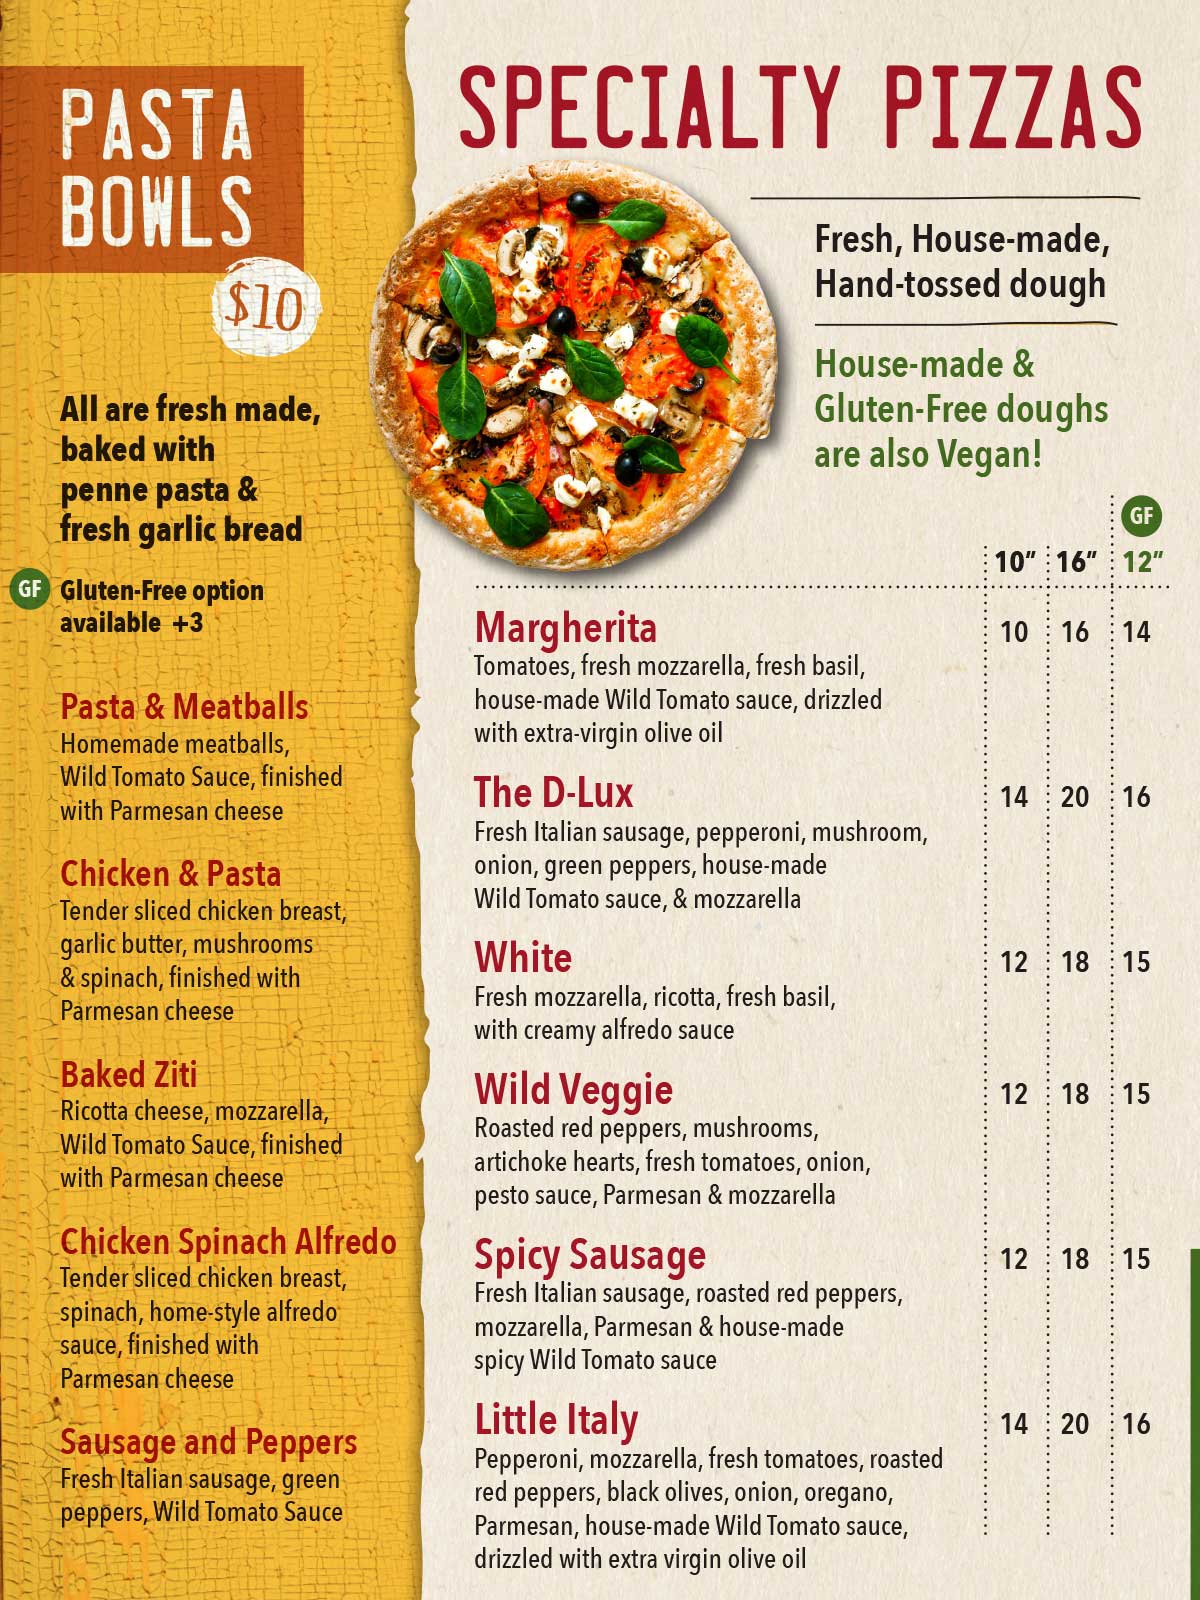 PASTA
BOWLS
$10
All are fresh made,
baked with
penne pasta &
fresh garlic bread
GF Gluten-Free option
available +3
Pasta & Meatballs
Homemade meatballs,
Wild Tomato Sauce, finished
with Parmesan cheese
Chicken & Pasta
Tender sliced chicken breast,
garlic butter, mushrooms
& spinach, finished with
Parmesan cheese
Baked Ziti
Ricotta cheese, mozzarella,
Wild Tomato Sauce, finished
with Parmesan cheese
Chicken Spinach Alfredo
Tender sliced chicken breast,
spinach, home-style alfredo
sauce, finished with
Parmesan cheese
Sausage and Peppers
Fresh Italian sausage, green
peppers, Wild Tomato Sauce
SPECIALTY PIZZAS
Fresh, House-made,
Hand-tossed dough
House-made &
Gluten-Free doughs
are also Vegan!
GF
10” 16” 12”
Margherita 10 16 14
Tomatoes, fresh mozzarella, fresh basil,
house-made Wild Tomato sauce, drizzled
with extra-virgin olive oil
The D-Lux 14 20 16
Fresh Italian sausage, pepperoni, mushroom,
onion, green peppers, house-made
Wild Tomato sauce, & mozzarella
White 12 18 15
Fresh mozzarella, ricotta, fresh basil,
with creamy alfredo sauce
Wild Veggie 12 18 15
Roasted red peppers, mushrooms,
artichoke hearts, fresh tomatoes, onion,
pesto sauce, Parmesan & mozzarella
Spicy Sausage 12 18 15
Fresh Italian sausage, roasted red peppers,
mozzarella, Parmesan & house-made
spicy Wild Tomato sauce
Little Italy 14 20 16
Pepperoni, mozzarella, fresh tomatoes, roasted
red peppers, black olives, onion, oregano,
Parmesan, house-made Wild Tomato sauce,
drizzled with extra virgin olive oil